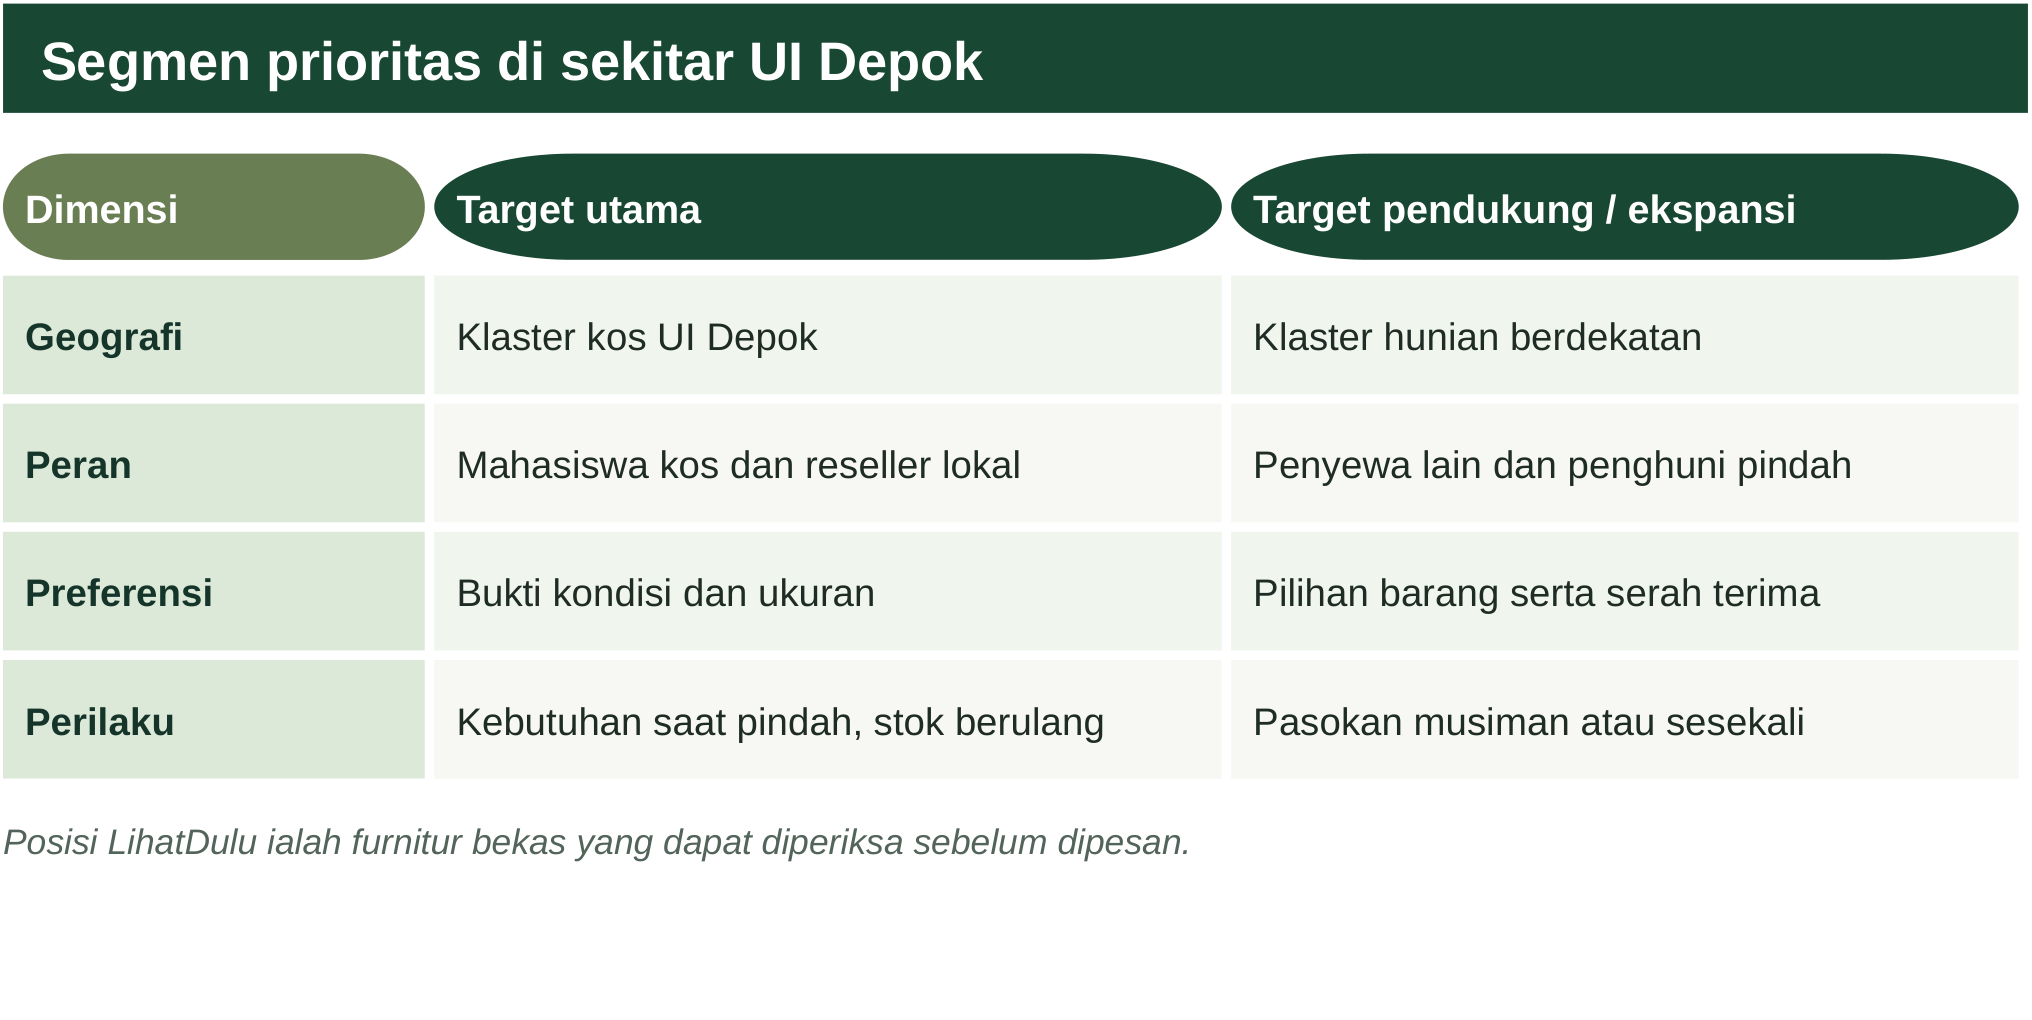 Segmen prioritas di sekitar UI Depok
Dimensi
Target utama
Target pendukung / ekspansi
Geografi
Klaster kos UI Depok
Klaster hunian berdekatan
Peran
Mahasiswa kos dan reseller lokal
Penyewa lain dan penghuni pindah
Preferensi
Bukti kondisi dan ukuran
Pilihan barang serta serah terima
Perilaku
Kebutuhan saat pindah, stok berulang
Pasokan musiman atau sesekali
Posisi LihatDulu ialah furnitur bekas yang dapat diperiksa sebelum dipesan.